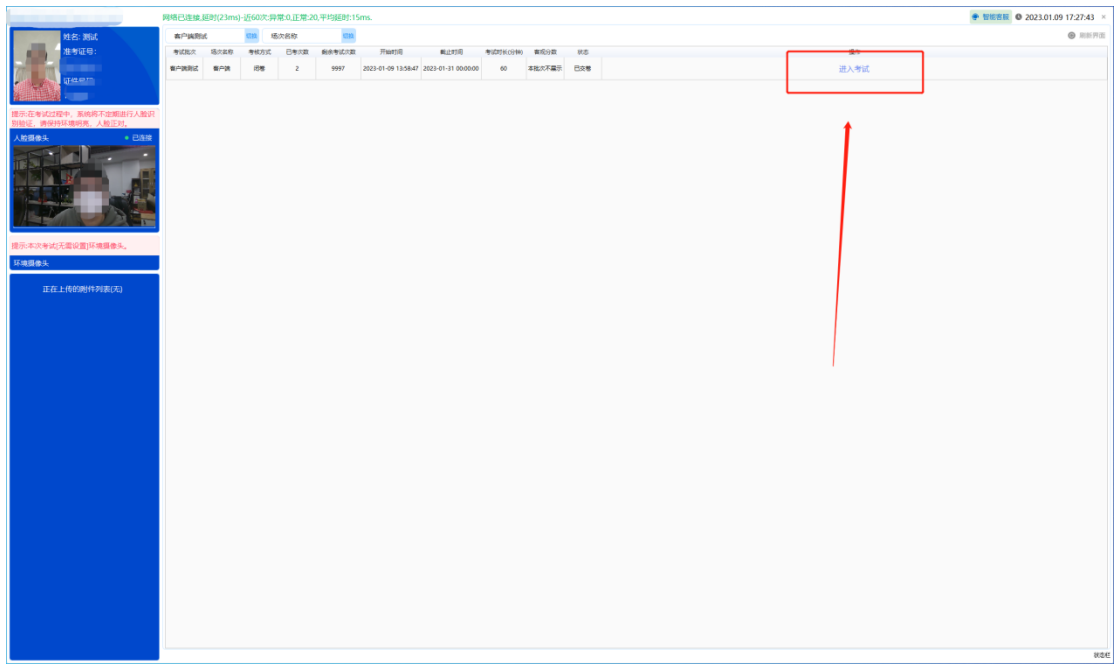 网络已连接,延时(23ms)-近60次:异常:0,正常:20,平均延时:15ms.
智能客服 2023.01.09 17:27:43 ×
姓名: 测试
准考证号:
证件号码:
客户端测试 切换 场次名称 切换 刷新界面
考试批次 场次名称 考核方式 已考次数 剩余考试次数 开始时间 截止时间 考试时长(分钟) 客观分数 状态 操作
客户端测试 客户端 闭卷 2 9997 2023-01-09 13:58:47 2023-01-31 00:00:00 60 本批次不显示 已交卷 进入考试
提示:在考试过程中，系统将不定期进行人脸识
别验证，请保持环境明亮，人脸正对。
人脸摄像头 已连接
提示:本次考试[无需设置]环境摄像头。
环境摄像头
正在上传的附件列表(无)
状态栏